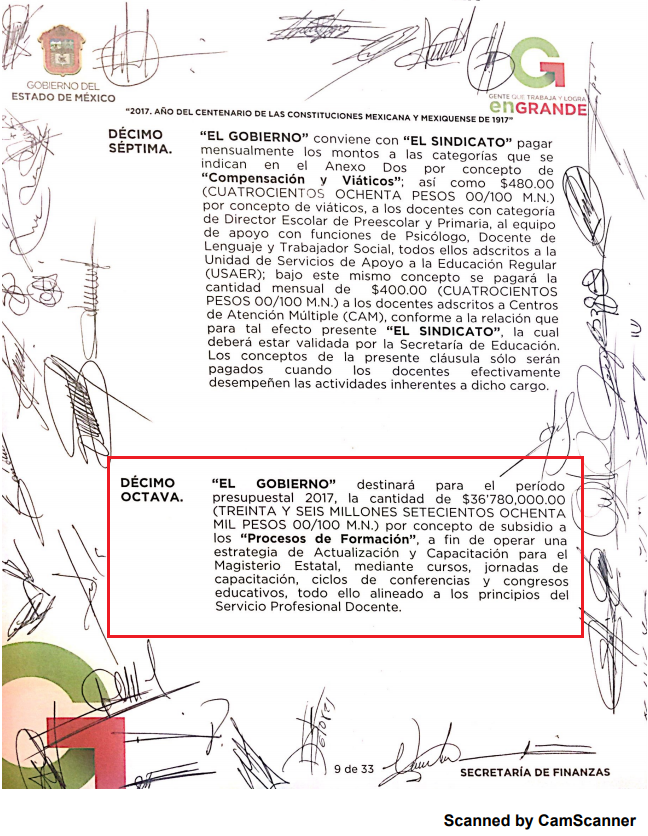 GOBIERNO DEL
ESTADO DE MÉXICO
GENTE QUE TRABAJA Y LOGRA
enGRANDE
"2017. AÑO DEL CENTENARIO DE LAS CONSTITUCIONES MEXICANA Y MEXIQUENSE DE 1917"
DÉCIMO SÉPTIMA.
"EL GOBIERNO" conviene con "EL SINDICATO" pagar
mensualmente los montos a las categorías que se
indican en el Anexo Dos por concepto de
"Compensación y Viáticos"; así como $480.00
(CUATROCIENTOS OCHENTA PESOS 00/100 M.N.)
por concepto de viáticos, a los docentes con categoría
de Director Escolar de Preescolar y Primaria, al equipo
de apoyo con funciones de Psicólogo, Docente de
Lenguaje y Trabajador Social, todos ellos adscritos a la
Unidad de Servicios de Apoyo a la Educación Regular
(USAER); bajo este mismo concepto se pagará la
cantidad mensual de $400.00 (CUATROCIENTOS
PESOS 00/100 M.N.) a los docentes adscritos a Centros
de Atención Múltiple (CAM), conforme a la relación que
para tal efecto presente "EL SINDICATO", la cual
deberá estar validada por la Secretaría de Educación.
Los conceptos de la presente cláusula sólo serán
pagados cuando los docentes efectivamente
desempeñen las actividades inherentes a dicho cargo.
DÉCIMO OCTAVA.
"EL GOBIERNO" destinará para el período
presupuestal 2017, la cantidad de $36'780,000.00
(TREINTA Y SEIS MILLONES SETECIENTOS OCHENTA
MIL PESOS 00/100 M.N.) por concepto de subsidio a
los "Procesos de Formación", a fin de operar una
estrategia de Actualización y Capacitación para el
Magisterio Estatal, mediante cursos, jornadas de
capacitación, ciclos de conferencias y congresos
educativos, todo ello alineado a los principios del
Servicio Profesional Docente.
9 de 33
SECRETARÍA DE FINANZAS
Scanned by CamScanner